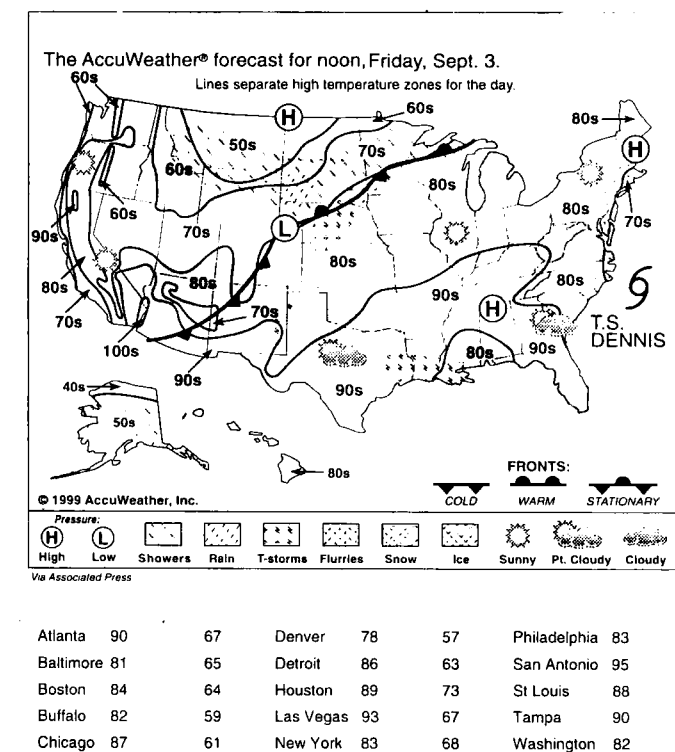 The AccuWeather® forecast for noon, Friday, Sept. 3.
60s
Lines separate high temperature zones for the day.
60s
80s
H
H
50s
70s
60s
80s
60s
80s
70s
90s
70s
L
80s
80s
80s
80s
90s
70s
70s
H
T.S.
DENNIS
100s
80s
90s
90s
40s
90s
50s
80s
FRONTS:
© 1999 AccuWeather, Inc.
COLD WARM STATIONARY
Pressure:
H L
High Low Showers Rain T-storms Flurries Snow Ice Sunny Pt. Cloudy Cloudy
Via Associated Press
Atlanta 90 67 Denver 78 57 Philadelphia 83
Baltimore 81 65 Detroit 86 63 San Antonio 95
Boston 84 64 Houston 89 73 St Louis 88
Buffalo 82 59 Las Vegas 93 67 Tampa 90
Chicago 87 61 New York 83 68 Washington 82